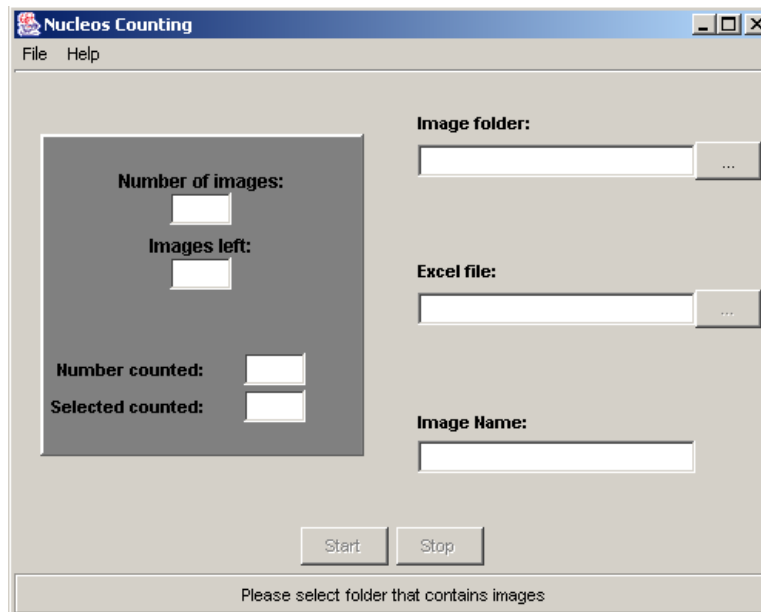 Nucleos Counting
File Help
Image folder:
...
Number of images:
Images left:
Excel file:
...
Number counted:
Selected counted:
Image Name:
Start Stop
Please select folder that contains images